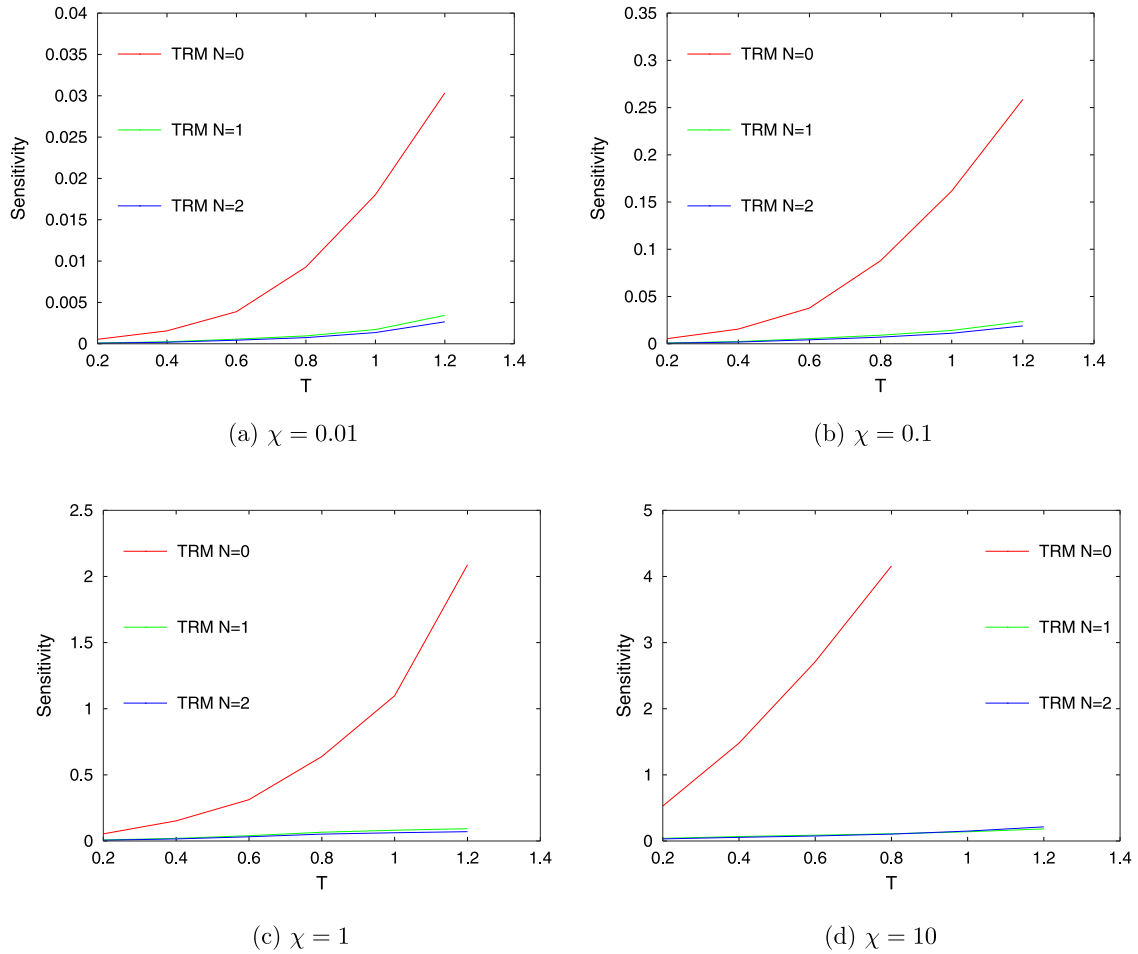 0.04
0.035
0.03
0.025
0.02
0.015
0.01
0.005
0
Sensitivity
TRM N=0
TRM N=1
TRM N=2
0.2 0.4 0.6 0.8 1 1.2 1.4
T
(a) χ = 0.01
0.35
0.3
0.25
0.2
0.15
0.1
0.05
0
Sensitivity
TRM N=0
TRM N=1
TRM N=2
0.2 0.4 0.6 0.8 1 1.2 1.4
T
(b) χ = 0.1
2.5
2
1.5
1
0.5
0
Sensitivity
TRM N=0
TRM N=1
TRM N=2
0.2 0.4 0.6 0.8 1 1.2 1.4
T
(c) χ = 1
5
4
3
2
1
0
Sensitivity
TRM N=0
TRM N=1
TRM N=2
0.2 0.4 0.6 0.8 1 1.2 1.4
T
(d) χ = 10